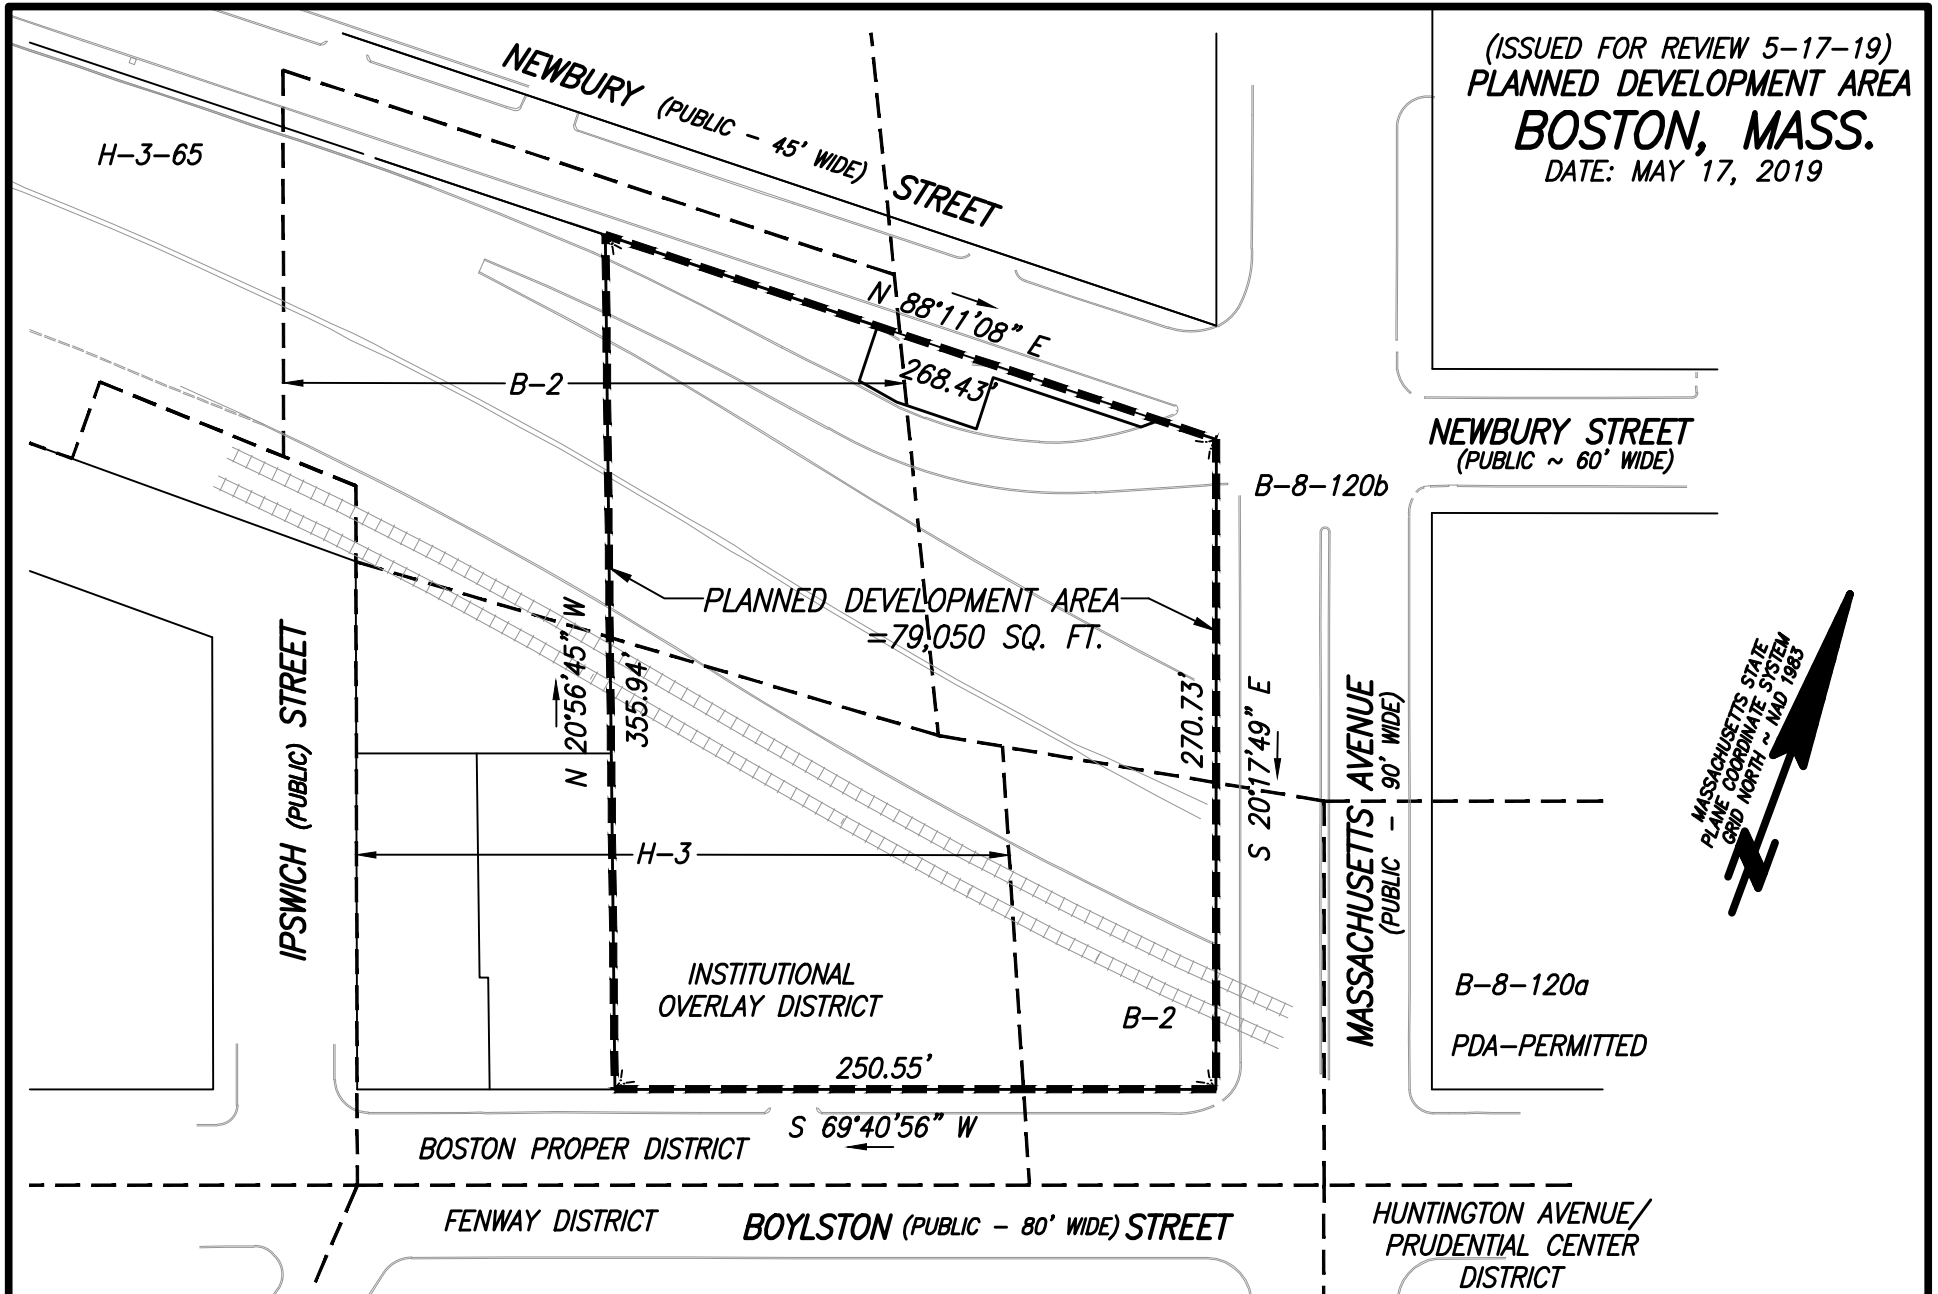 (ISSUED FOR REVIEW 5-17-19)
PLANNED DEVELOPMENT AREA
BOSTON, MASS.
DATE: MAY 17, 2019
NEWBURY (PUBLIC - 45' WIDE) STREET
H-3-65
N 88°11'08" E
268.43'
B-2
NEWBURY STREET
(PUBLIC ~ 60' WIDE)
B-8-120b
PLANNED DEVELOPMENT AREA
=79,050 SQ. FT.
N 20°56'45" W
355.94'
270.73'
S 20°17'49" E
IPSWICH (PUBLIC) STREET
MASSACHUSETTS AVENUE
(PUBLIC - 90' WIDE)
MASSACHUSETTS STATE
PLANE COORDINATE SYSTEM
GRID NORTH ~ NAD 1983
N
H-3
INSTITUTIONAL
OVERLAY DISTRICT
B-2
B-8-120a
PDA-PERMITTED
250.55'
S 69°40'56" W
BOSTON PROPER DISTRICT
FENWAY DISTRICT
BOYLSTON (PUBLIC - 80' WIDE) STREET
HUNTINGTON AVENUE/
PRUDENTIAL CENTER
DISTRICT